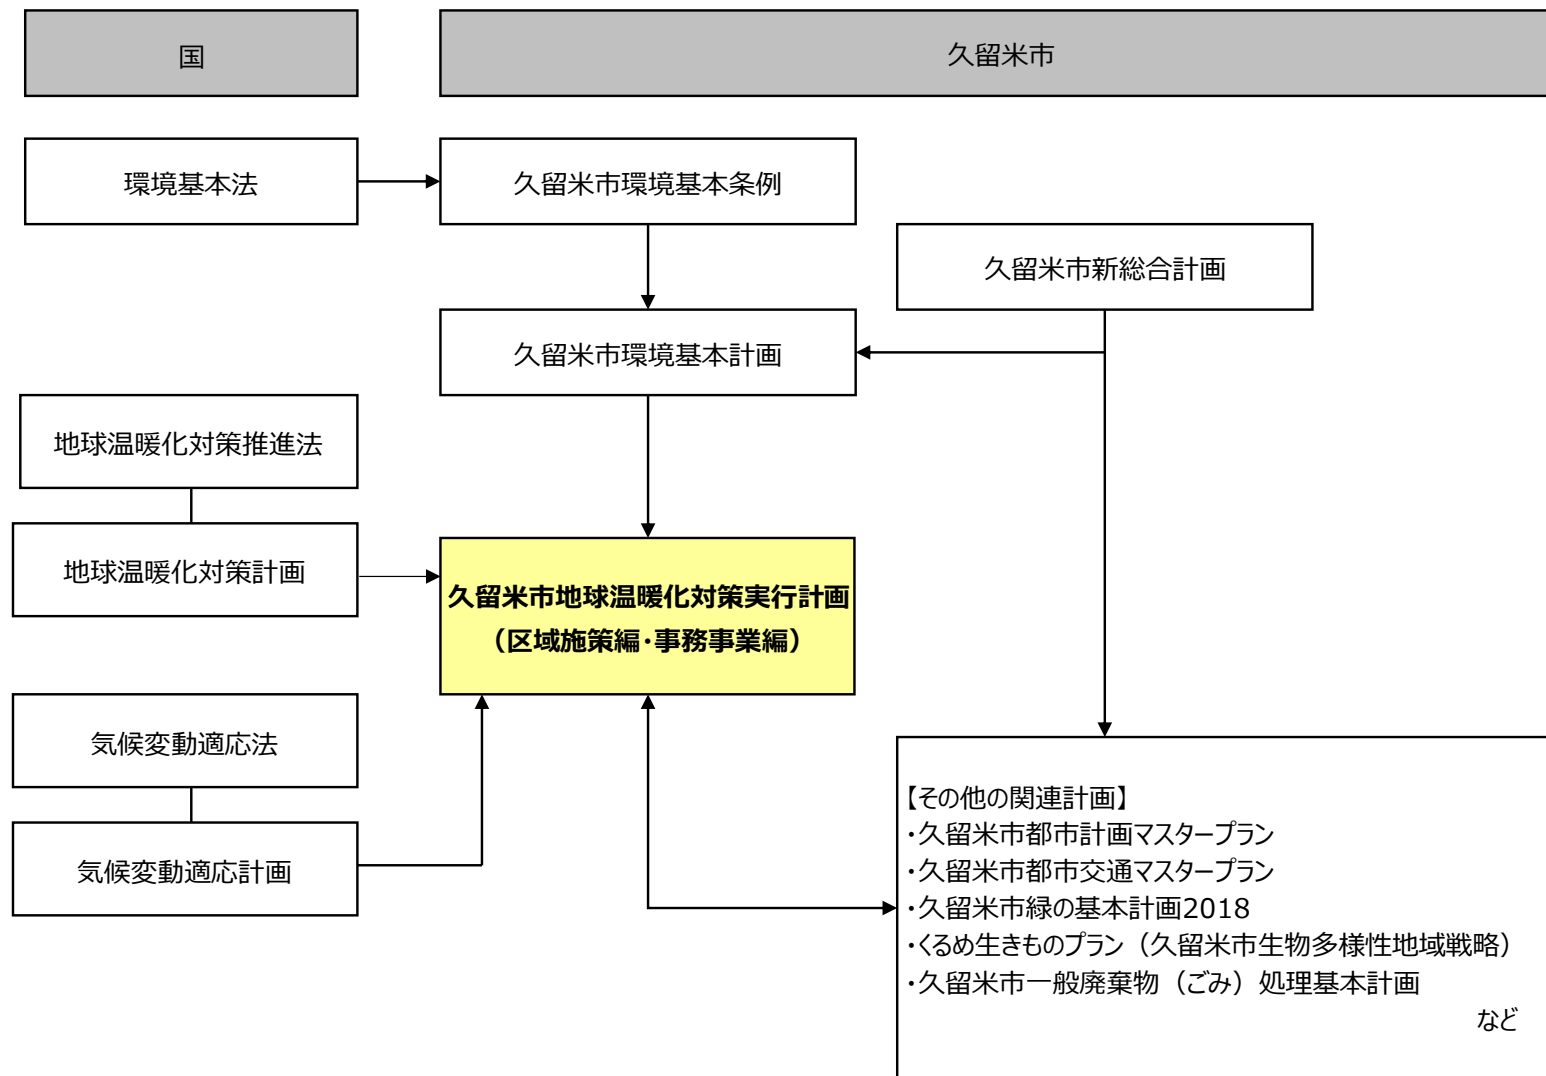 国
久留米市
環境基本法
久留米市環境基本条例
久留米市新総合計画
久留米市環境基本計画
地球温暖化対策推進法
地球温暖化対策計画
久留米市地球温暖化対策実行計画
（区域施策編・事務事業編）
気候変動適応法
気候変動適応計画
【その他の関連計画】
・久留米市都市計画マスタープラン
・久留米市都市交通マスタープラン
・久留米市緑の基本計画2018
・くるめ生きものプラン（久留米市生物多様性地域戦略）
・久留米市一般廃棄物（ごみ）処理基本計画
など